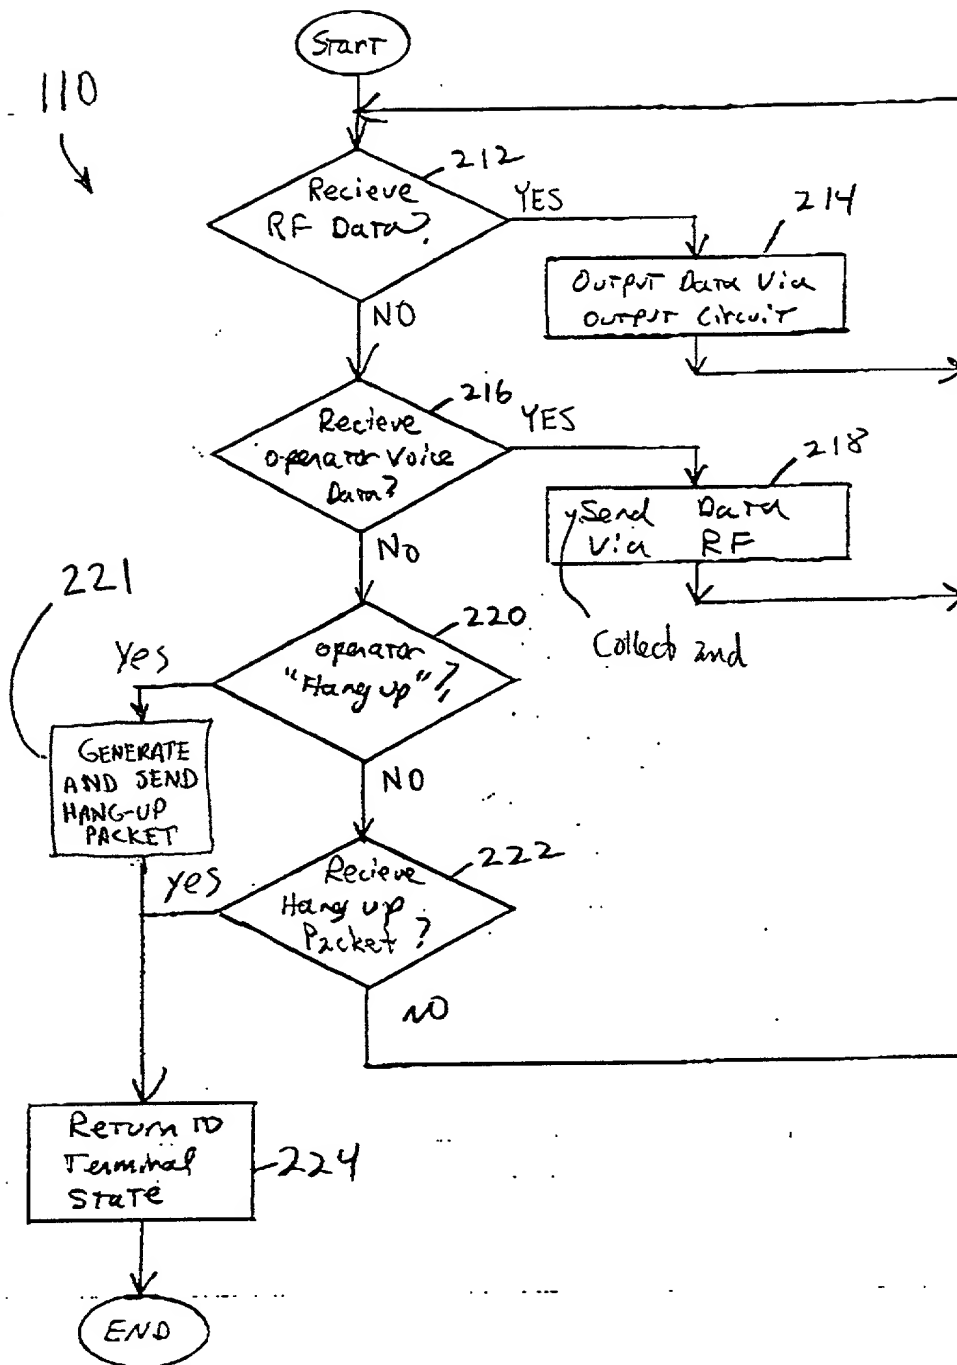 Start
110
212
Recieve
RF Data?
YES
214
Output Data Via
Output Circuit
NO
216
Recieve
operator Voice
Data?
YES
218
Send Data
Via RF
Collect and
NO
221
220
operator
"Hang up"?
Yes
GENERATE
AND SEND
HANG-UP
PACKET
NO
222
Recieve
Hang up
Packet?
yes
NO
Return to
Terminal
State
224
END